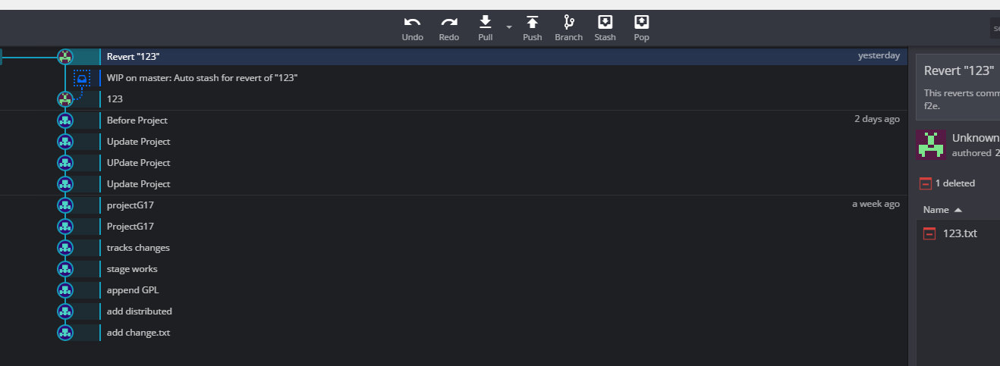 Undo Redo Pull Push Branch Stash Pop
Revert "123" yesterday
WIP on master: Auto stash for revert of "123"
123
Before Project 2 days ago
Update Project
UPdate Project
Update Project
projectG17 a week ago
ProjectG17
tracks changes
stage works
append GPL
add distributed
add change.txt
Revert "123"
This reverts comm
f2e.
Unknown
authored 2
1 deleted
Name
123.txt